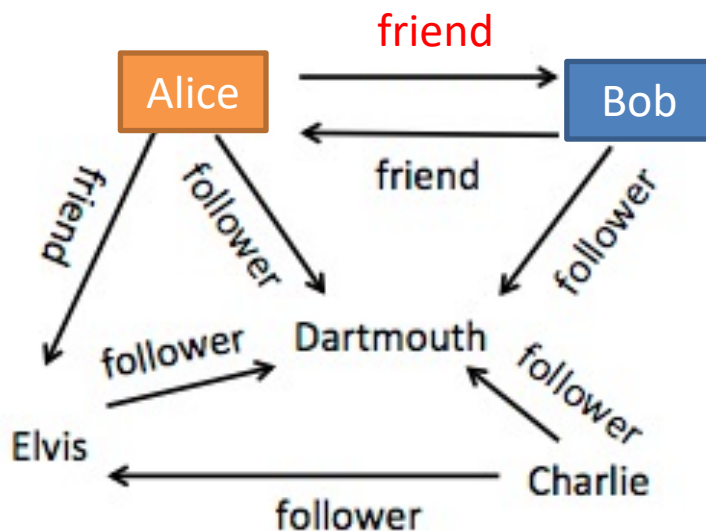 friend
Alice
Bob
friend
friend
follower
follower
Dartmouth
follower
follower
Elvis
Charlie
follower